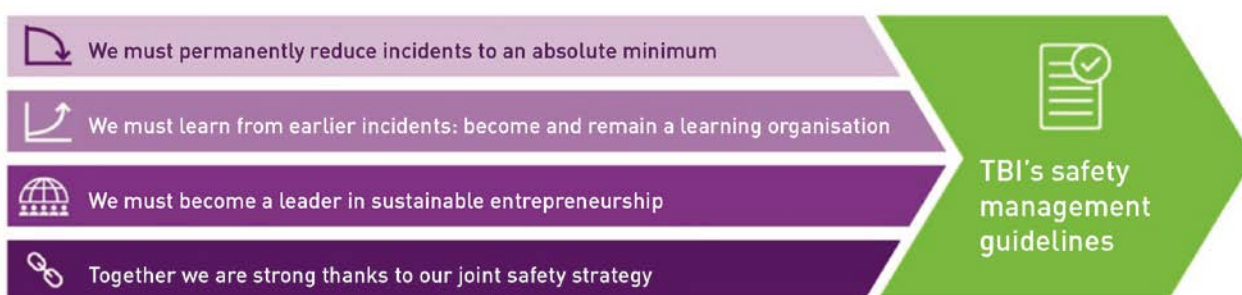 We must permanently reduce incidents to an absolute minimum
We must learn from earlier incidents: become and remain a learning organisation
We must become a leader in sustainable entrepreneurship
Together we are strong thanks to our joint safety strategy
TBI's safety
management
guidelines